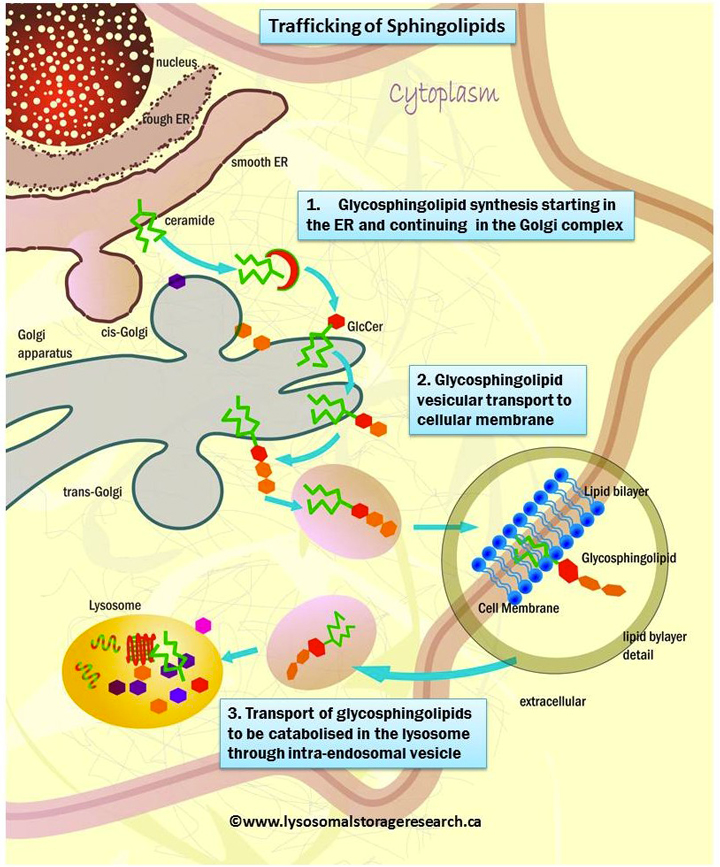 Trafficking of Sphingolipids
nucleus
Cytoplasm
rough ER
smooth ER
1. Glycosphingolipid synthesis starting in
the ER and continuing in the Golgi complex
ceramide
cis-Golgi
GlcCer
Golgi
apparatus
2. Glycosphingolipid
vesicular transport to
cellular membrane
trans-Golgi
Lipid bilayer
Glycosphingolipid
Cell Membrane
Lysosome
lipid bylayer
detail
extracellular
3. Transport of glycosphingolipids
to be catabolised in the lysosome
through intra-endosomal vesicle
©www.lysosomalstorageresearch.ca